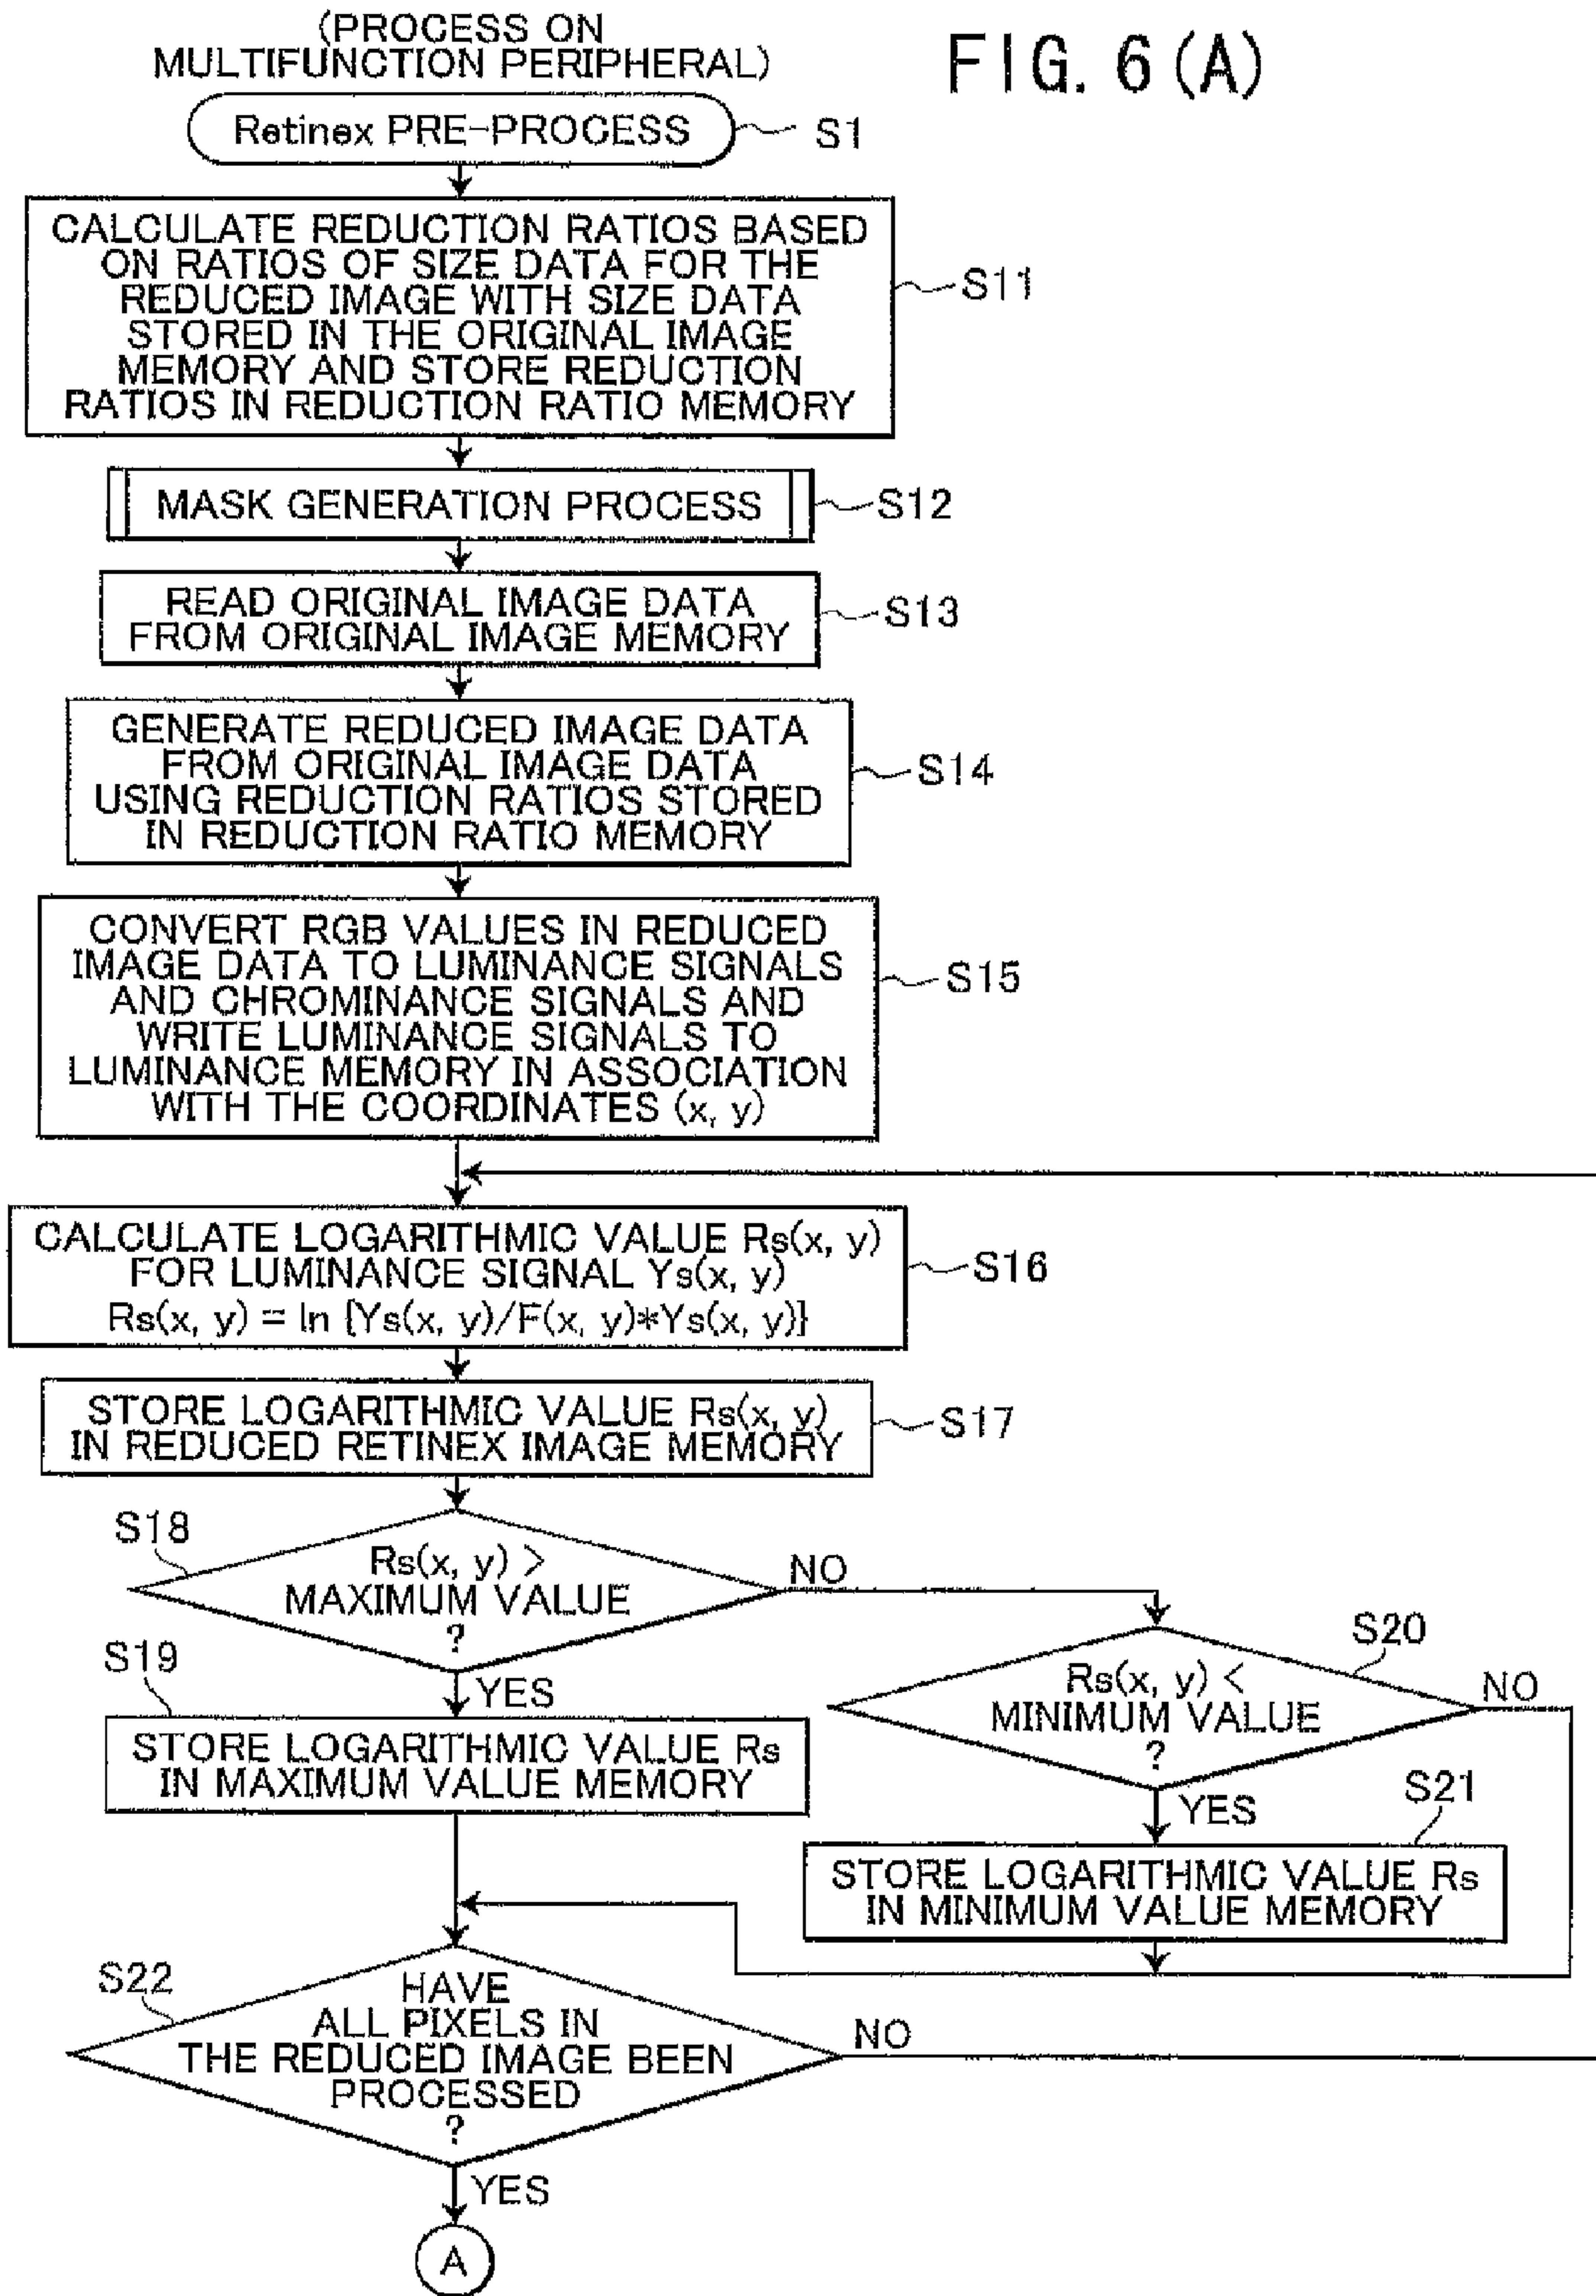 (PROCESS ON
MULTIFUNCTION PERIPHERAL)
FIG. 6 (A)
Retinex PRE-PROCESS
S1
CALCULATE REDUCTION RATIOS BASED
ON RATIOS OF SIZE DATA FOR THE
REDUCED IMAGE WITH SIZE DATA
STORED IN THE ORIGINAL IMAGE
MEMORY AND STORE REDUCTION
RATIOS IN REDUCTION RATIO MEMORY
S11
MASK GENERATION PROCESS
S12
READ ORIGINAL IMAGE DATA
FROM ORIGINAL IMAGE MEMORY
S13
GENERATE REDUCED IMAGE DATA
FROM ORIGINAL IMAGE DATA
USING REDUCTION RATIOS STORED
IN REDUCTION RATIO MEMORY
S14
CONVERT RGB VALUES IN REDUCED
IMAGE DATA TO LUMINANCE SIGNALS
AND CHROMINANCE SIGNALS AND
WRITE LUMINANCE SIGNALS TO
LUMINANCE MEMORY IN ASSOCIATION
WITH THE COORDINATES (x, y)
S15
CALCULATE LOGARITHMIC VALUE Rs(x, y)
FOR LUMINANCE SIGNAL Ys(x, y)
Rs(x, y) = ln {Ys(x, y)/F(x, y)*Ys(x, y)}
S16
STORE LOGARITHMIC VALUE Rs(x, y)
IN REDUCED RETINEX IMAGE MEMORY
S17
S18
Rs(x, y) >
MAXIMUM VALUE
?
NO
YES
S19
STORE LOGARITHMIC VALUE Rs
IN MAXIMUM VALUE MEMORY
S20
Rs(x, y) <
MINIMUM VALUE
?
NO
YES
S21
STORE LOGARITHMIC VALUE Rs
IN MINIMUM VALUE MEMORY
S22
HAVE
ALL PIXELS IN
THE REDUCED IMAGE BEEN
PROCESSED
?
NO
YES
A